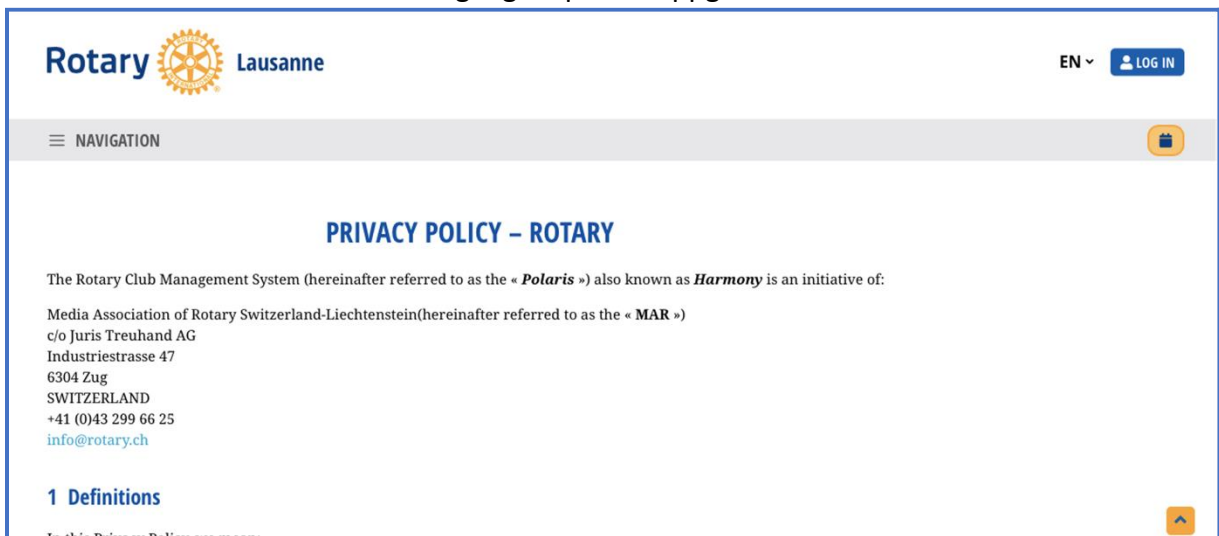 Rotary Lausanne
EN
LOG IN
NAVIGATION
PRIVACY POLICY – ROTARY
The Rotary Club Management System (hereinafter referred to as the « Polaris ») also known as Harmony is an initiative of:
Media Association of Rotary Switzerland-Liechtenstein(hereinafter referred to as the « MAR »)
c/o Juris Treuhand AG
Industriestrasse 47
6304 Zug
SWITZERLAND
+41 (0)43 299 66 25
info@rotary.ch
1 Definitions